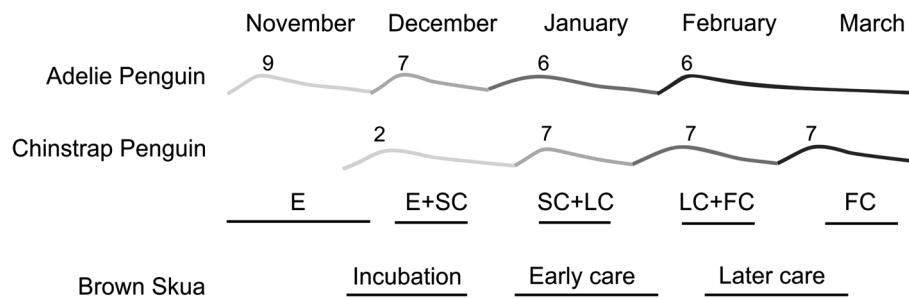 November December January February March
Adelie Penguin 9 7 6 6
Chinstrap Penguin 2 7 7 7
E E+SC SC+LC LC+FC FC
Brown Skua Incubation Early care Later care